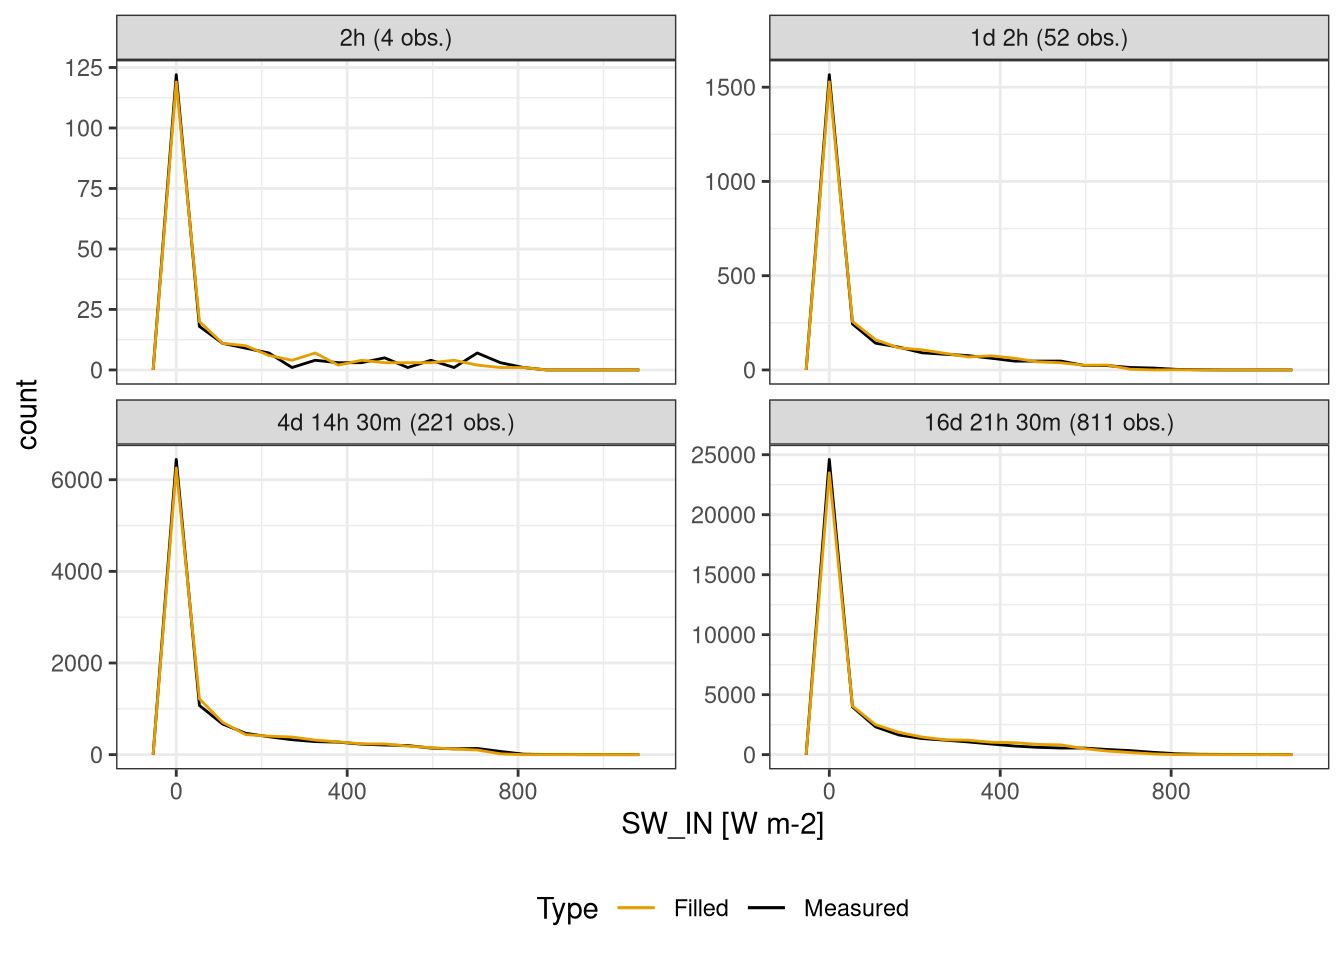 2h (4 obs.)
1d 2h (52 obs.)
125
100
75
50
25
0
1500
1000
500
0
count
4d 14h 30m (221 obs.)
16d 21h 30m (811 obs.)
6000
4000
2000
0
25000
20000
15000
10000
5000
0
0 400 800
0 400 800
SW_IN [W m-2]
Type Filled Measured